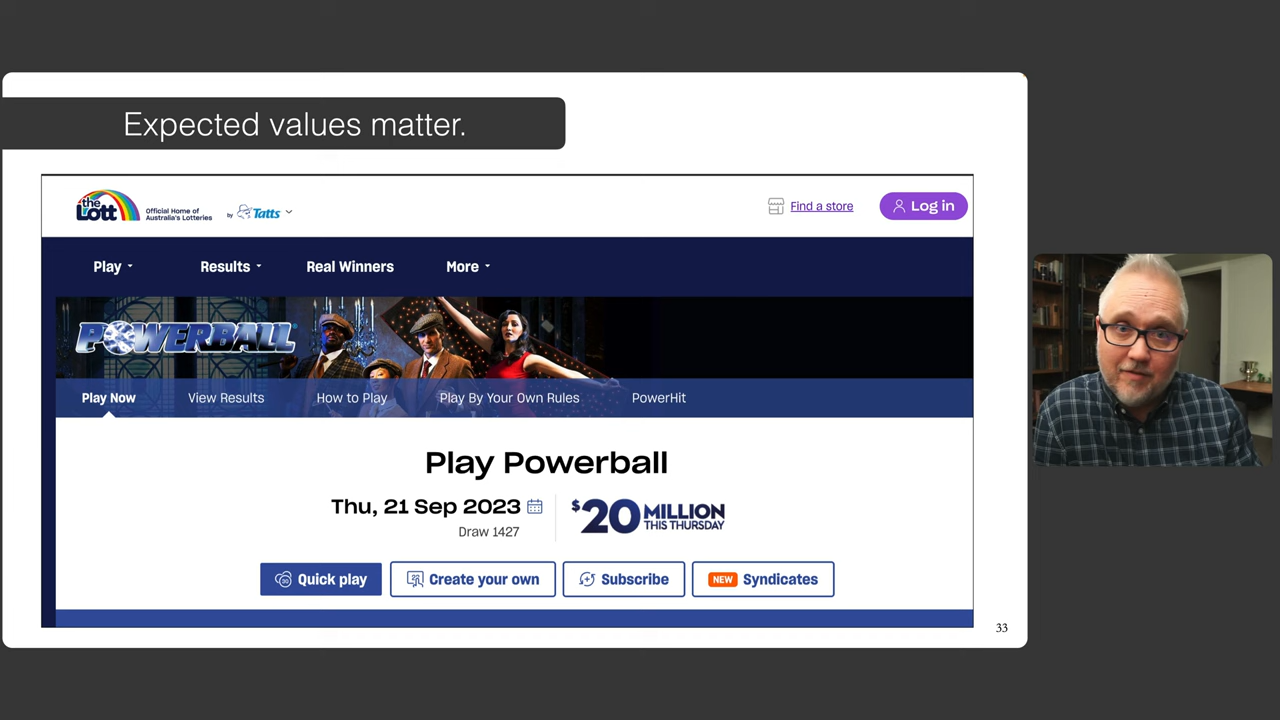 Expected values matter.
the Lott
Official Home of
Australia's Lotteries
by Tatts
Find a store
Log in
Play
Results
Real Winners
More
POWERBALL
Play Now
View Results
How to Play
Play By Your Own Rules
PowerHit
Play Powerball
Thu, 21 Sep 2023
Draw 1427
$20 MILLION
THIS THURSDAY
Quick play
Create your own
Subscribe
NEW Syndicates
33